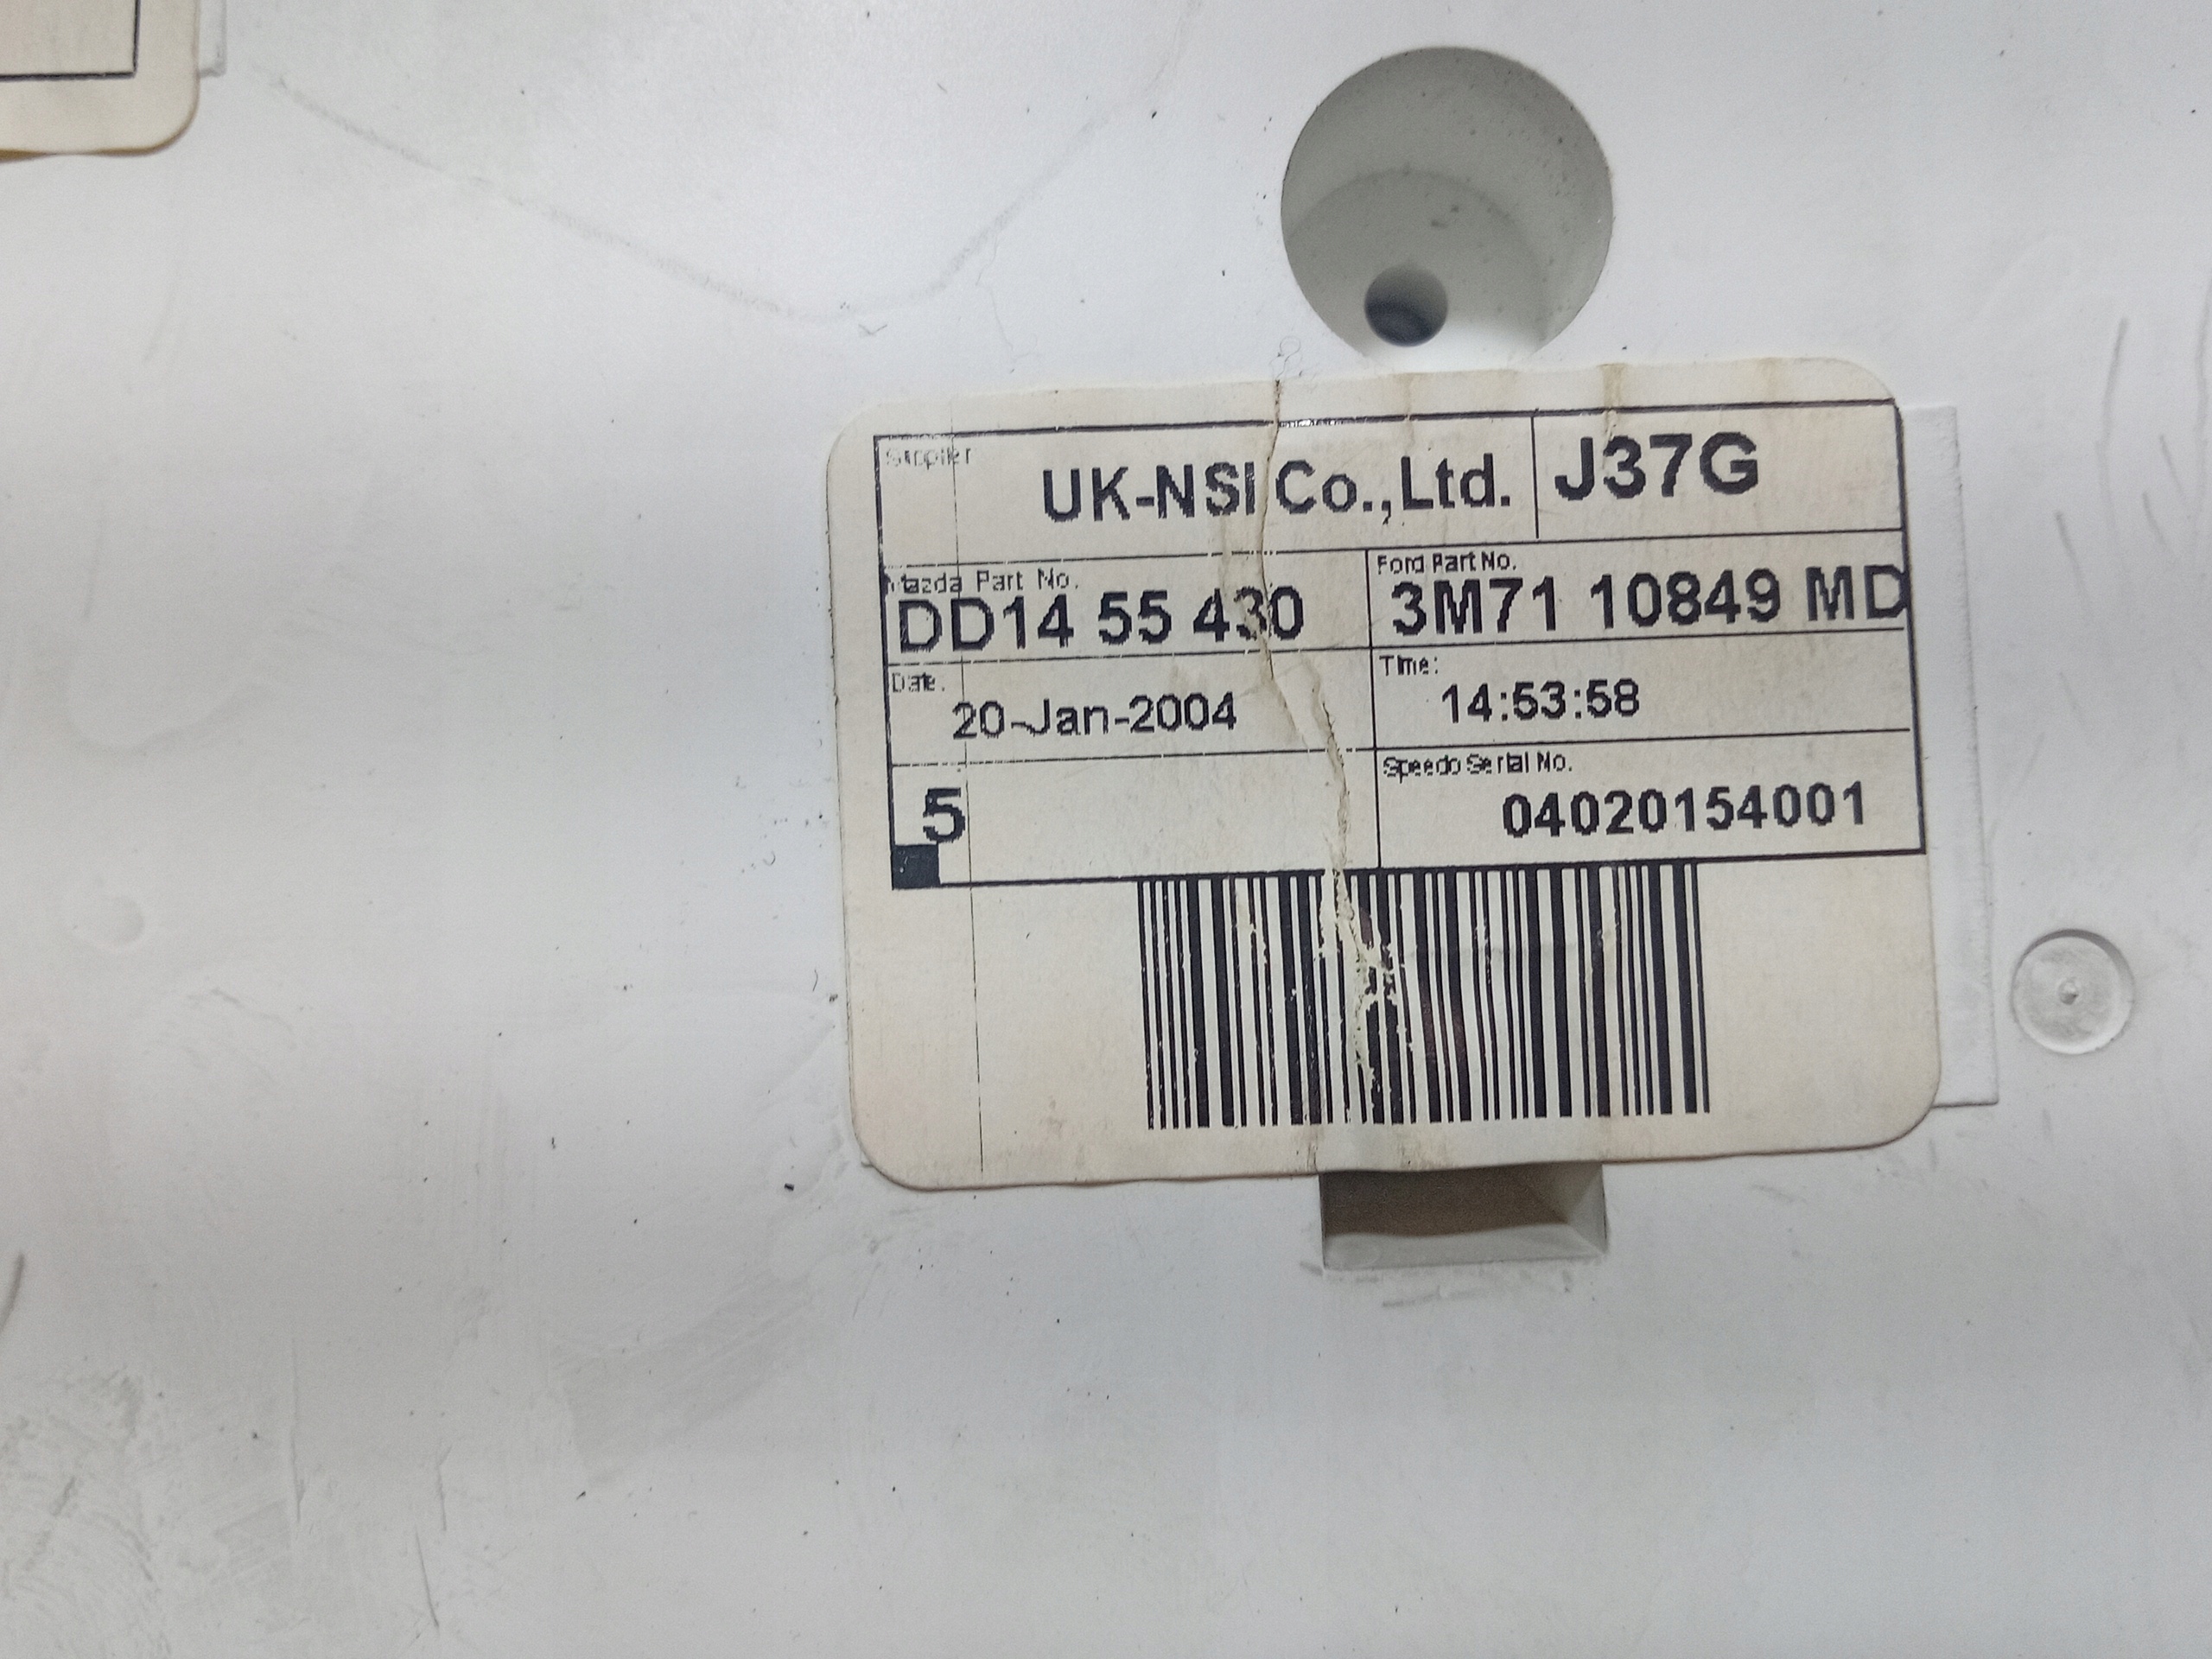 Supplier
UK-NSI Co.,Ltd. J37G
Mazda Part No. Ford Part No.
DD14 55 430 3M71 10849 MD
Date. Time:
20-Jan-2004 14:53:58
Speedo Serial No.
5 04020154001